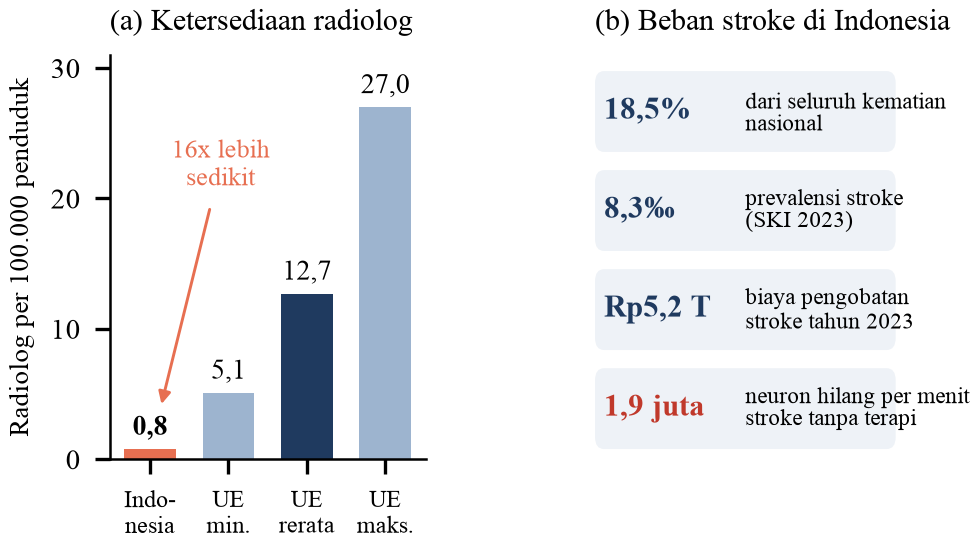 (a) Ketersediaan radiolog
Radiolog per 100.000 penduduk
30
20
10
0
16x lebih
sedikit
0,8
5,1
12,7
27,0
Indo-
nesia
UE
min.
UE
rerata
UE
maks.
(b) Beban stroke di Indonesia
18,5%
dari seluruh kematian
nasional
8,3‰
prevalensi stroke
(SKI 2023)
Rp5,2 T
biaya pengobatan
stroke tahun 2023
1,9 juta
neuron hilang per menit
stroke tanpa terapi